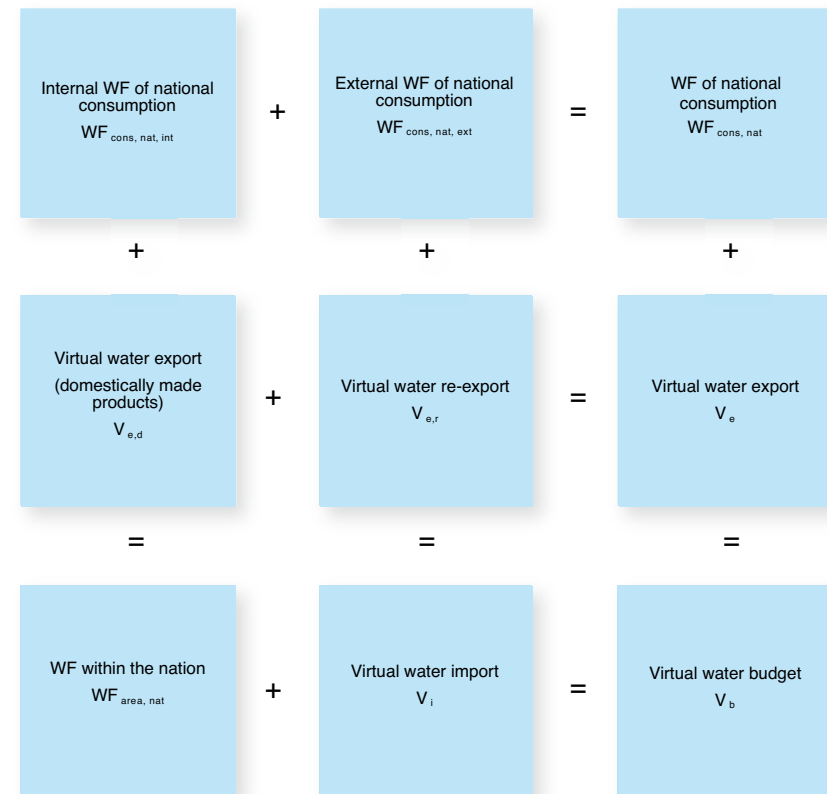 Internal WF of national
consumption
WF cons, nat, int
+
External WF of national
consumption
WF cons, nat, ext
=
WF of national
consumption
WF cons, nat
+
+
+
Virtual water export
(domestically made
products)
V e,d
+
Virtual water re-export
V e,r
=
Virtual water export
V e
=
=
=
WF within the nation
WF area, nat
+
Virtual water import
V i
=
Virtual water budget
V b